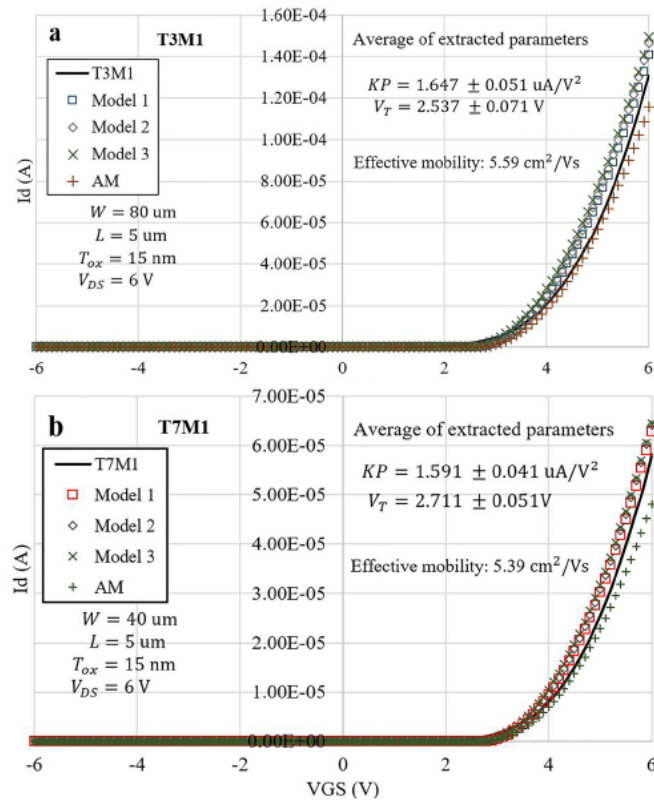 a
T3M1
1.60E-04
1.40E-04
1.20E-04
1.00E-04
8.00E-05
6.00E-05
4.00E-05
2.00E-05
0.00E+00
Id (A)
T3M1
Model 1
Model 2
Model 3
AM
W = 80 um
L = 5 um
T_ox = 15 nm
V_DS = 6 V
Average of extracted parameters
KP = 1.647 ± 0.051 uA/V²
V_T = 2.537 ± 0.071 V
Effective mobility: 5.59 cm²/Vs
-6 -4 -2 0 2 4 6
b
T7M1
7.00E-05
6.00E-05
5.00E-05
4.00E-05
3.00E-05
2.00E-05
1.00E-05
0.00E+00
Id (A)
T7M1
Model 1
Model 2
Model 3
AM
W = 40 um
L = 5 um
T_ox = 15 nm
V_DS = 6 V
Average of extracted parameters
KP = 1.591 ± 0.041 uA/V²
V_T = 2.711 ± 0.051V
Effective mobility: 5.39 cm²/Vs
-6 -4 -2 0 2 4 6
VGS (V)